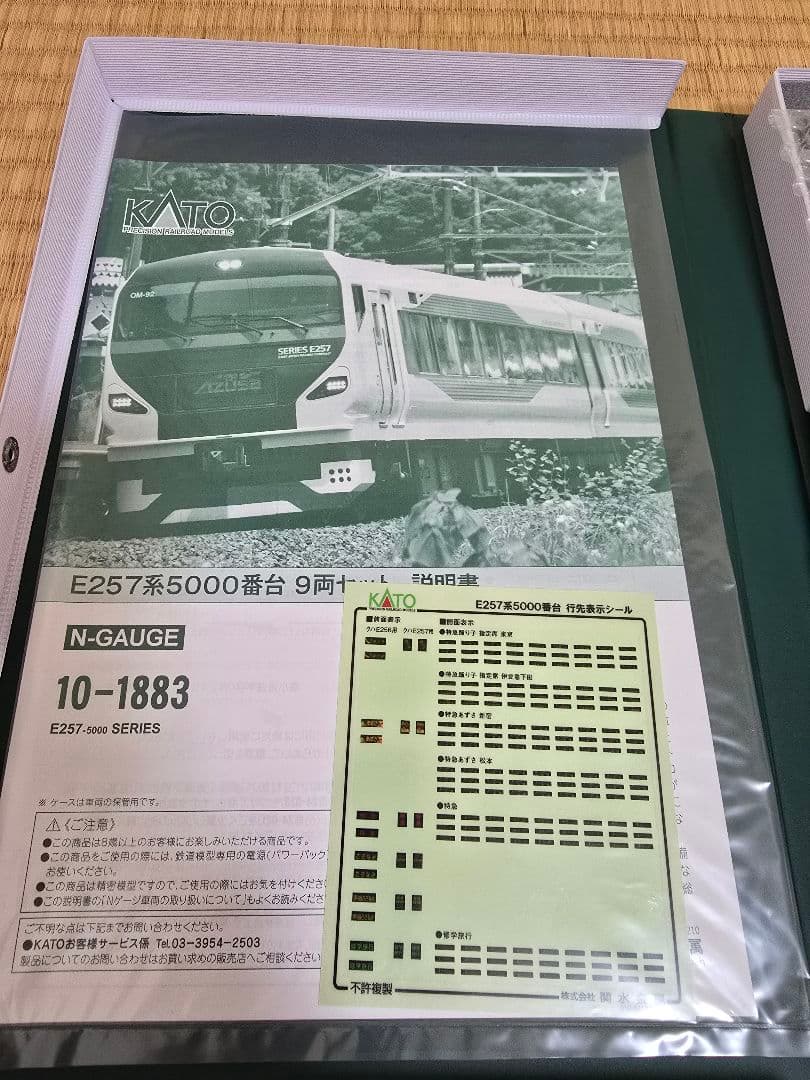 KATO
PRECISION RAILROAD MODELS
OM-92
SERIES E257
AZUSA
E257系5000番台 9両セット 説明書
N-GAUGE
10-1883
E257-5000 SERIES
※ ケースは車両の保管用です。
⚠〈ご注意〉
●この商品は8歳以上のお客様にお楽しみいただける商品です。
●この商品をご使用の際には、鉄道模型専用の電源(パワーパック)
お使いください。
●この商品は精密模型ですので、ご使用の際にはお気を付けくださ
●この説明書の「Nゲージ車両の取り扱いについて」もよくお読みくださ
ご不明な点は下記までお問い合わせください。
●KATOお客様サービス係 Tel.03-3954-2503
製品についてのお問い合わせはお買い求めの販売店へご相談ください
KATO
PRECISION RAILROAD MODELS
E257系5000番台 行先表示シール
■前面表示
クハE256用 クハE257用
■側面表示
●特急踊り子 指定席 東京
●特急踊り子 指定席 伊豆急下田
●特急あずさ 新宿
●特急あずさ 松本
●特急
●修学旅行
不許複製
株式会社 関水金